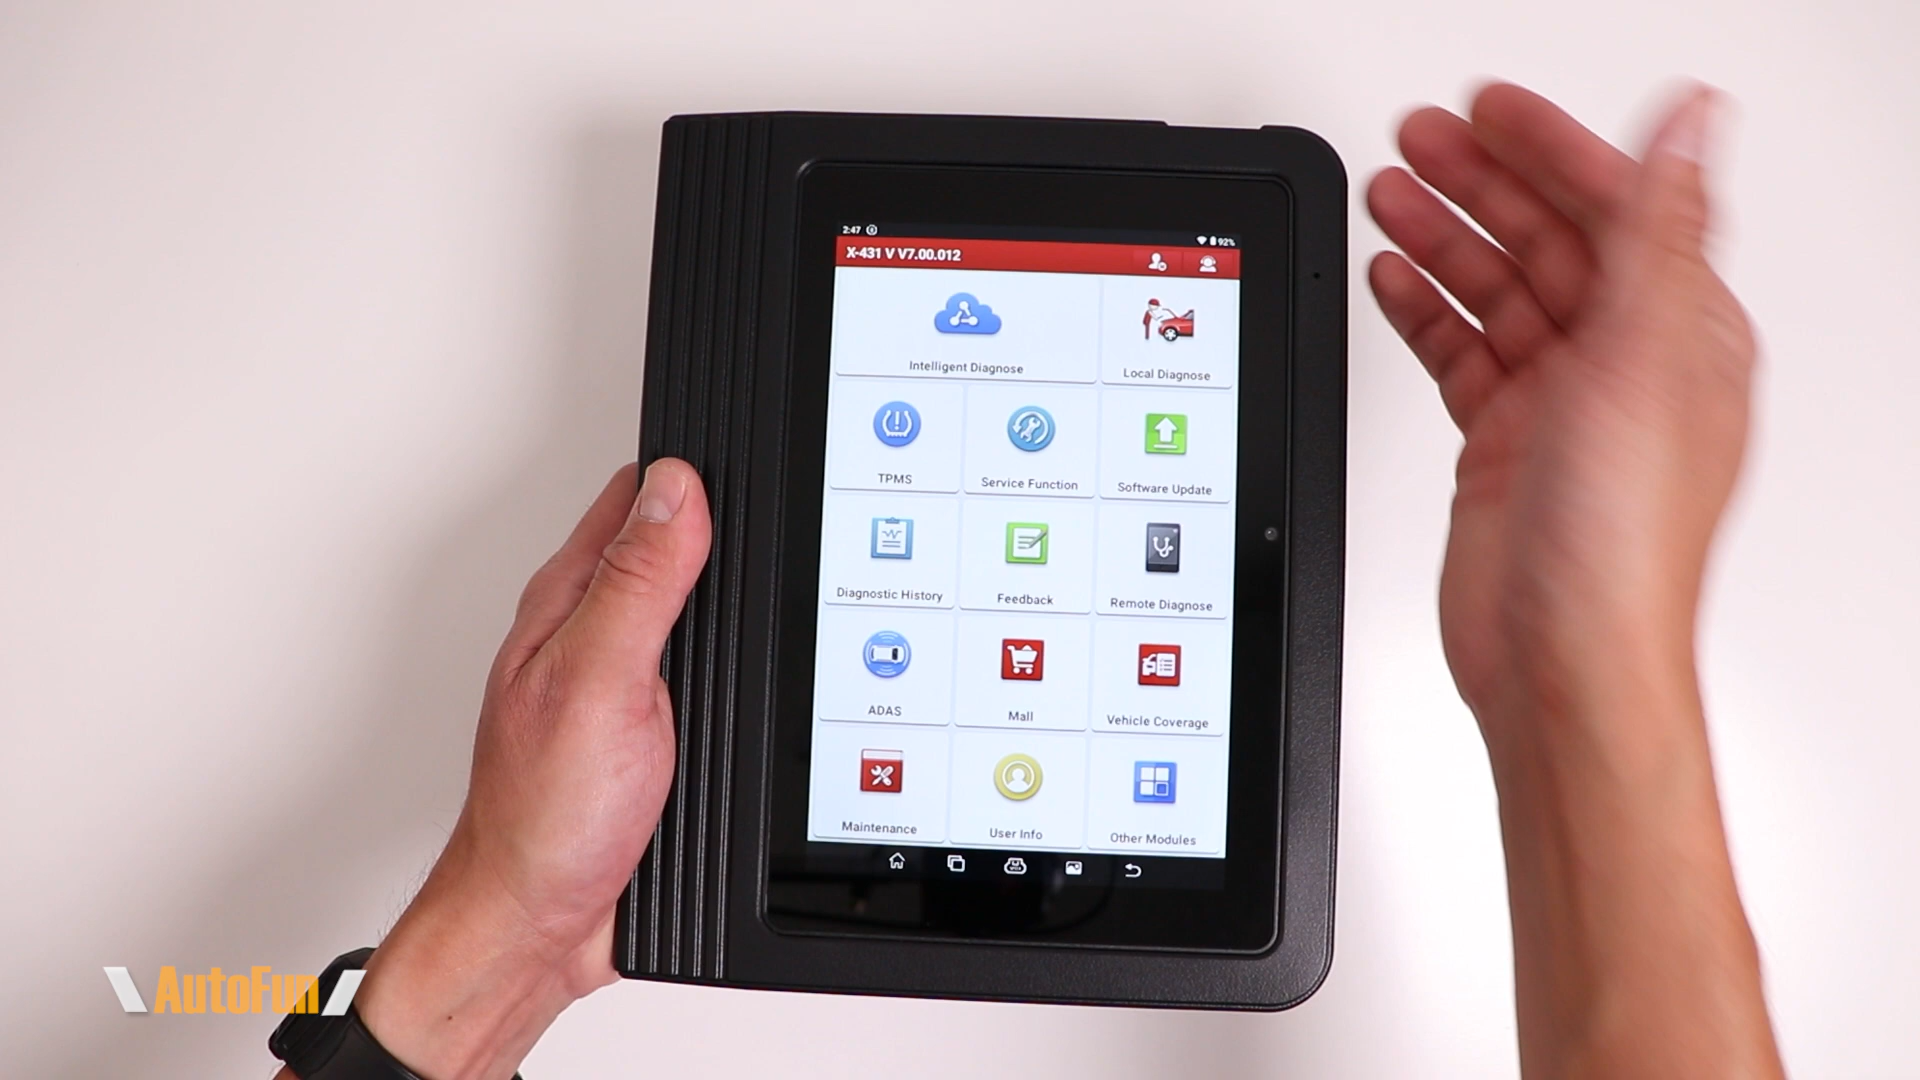 2:47
92%
X-431 V V7.00.012
Intelligent Diagnose
Local Diagnose
TPMS
Service Function
Software Update
Diagnostic History
Feedback
Remote Diagnose
ADAS
Mall
Vehicle Coverage
Maintenance
User Info
Other Modules
AutoFun